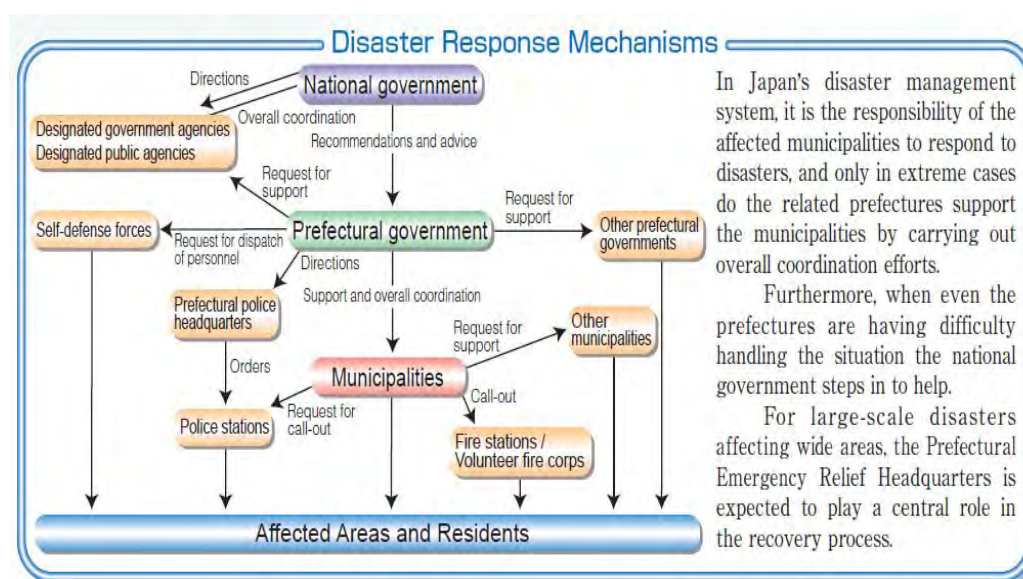 Disaster Response Mechanisms
Directions
National government
Overall coordination
Designated government agencies
Designated public agencies
Recommendations and advice
Request for
support
Request for
support
Self-defense forces
Prefectural government
Other prefectural
governments
Request for dispatch
of personnel
Directions
Prefectural police
headquarters
Support and overall coordination
Request for
support
Other
municipalities
Orders
Municipalities
Call-out
Police stations
Request for
call-out
Fire stations /
Volunteer fire corps
Affected Areas and Residents
In Japan's disaster management
system, it is the responsibility of the
affected municipalities to respond to
disasters, and only in extreme cases
do the related prefectures support
the municipalities by carrying out
overall coordination efforts.
Furthermore, when even the
prefectures are having difficulty
handling the situation the national
government steps in to help.
For large-scale disasters
affecting wide areas, the Prefectural
Emergency Relief Headquarters is
expected to play a central role in
the recovery process.